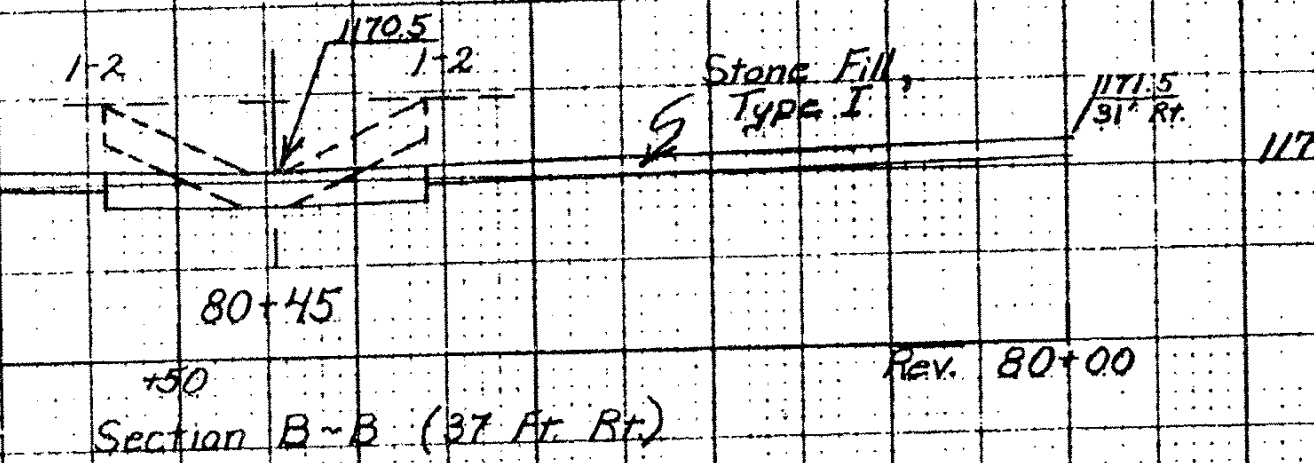 1170.5
1-2
1-2
Stone Fill,
Type I
1171.5
31' Rt.
117
80+45
+50
Rev. 80+00
Section B~B (37 Ft. Rt.)